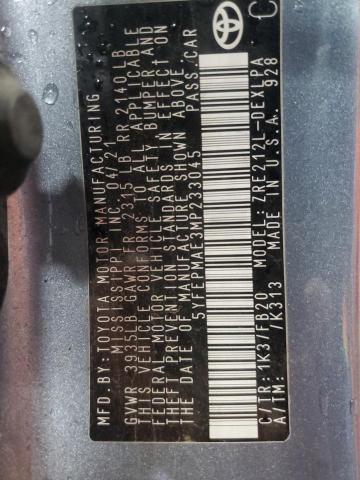 MFD. BY: TOYOTA MOTOR MANUFACTURING,
MISSISSIPPI, INC. 04/21
GVWR 3935LB GAWR FR 2315 LB RR 2140LB
THIS VEHICLE CONFORMS TO ALL APPLICABLE
FEDERAL MOTOR VEHICLE SAFETY BUMPER AND
THEFT PREVENTION STANDARDS IN EFFECT ON
THE DATE OF MANUFACTURE SHOWN ABOVE.
5YFEPMAE3MP233045 PASS. CAR
C/TR: 1K3/FB20 MODEL: ZRE212L-DEXLPA
A/TM: /K313 MADE IN U.S.A. 928